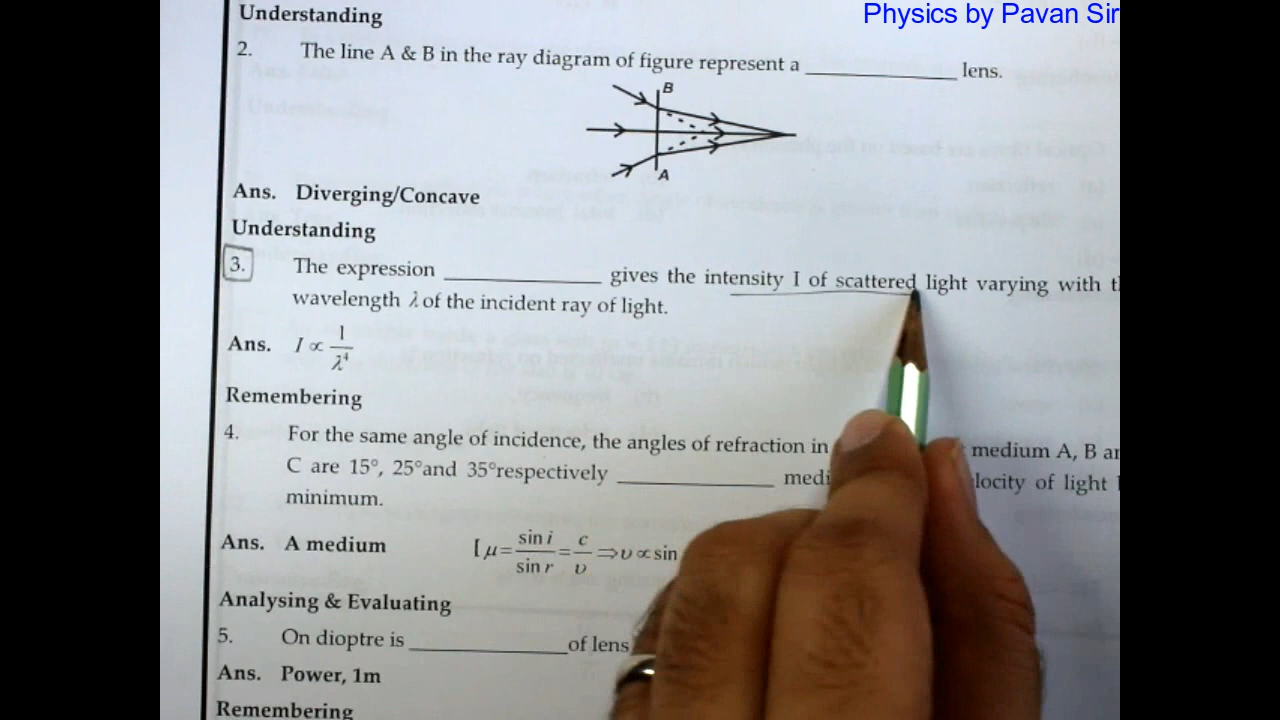 Physics by Pavan Sir
Understanding
2. The line A & B in the ray diagram of figure represent a ______________ lens.
B
A
Ans. Diverging/Concave
Understanding
3. The expression ______________ gives the intensity I of scattered light varying with
wavelength λ of the incident ray of light.
Ans. I ∝ 1/λ⁴
Remembering
4. For the same angle of incidence, the angles of refraction in medium A, B
C are 15°, 25°and 35°respectively ______________ locity of light
minimum.
Ans. A medium [ μ = sin i / sin r = c / υ ⇒ υ ∝ sin
Analysing & Evaluating
5. On dioptre is ______________of lens
Ans. Power, 1m
Remembering